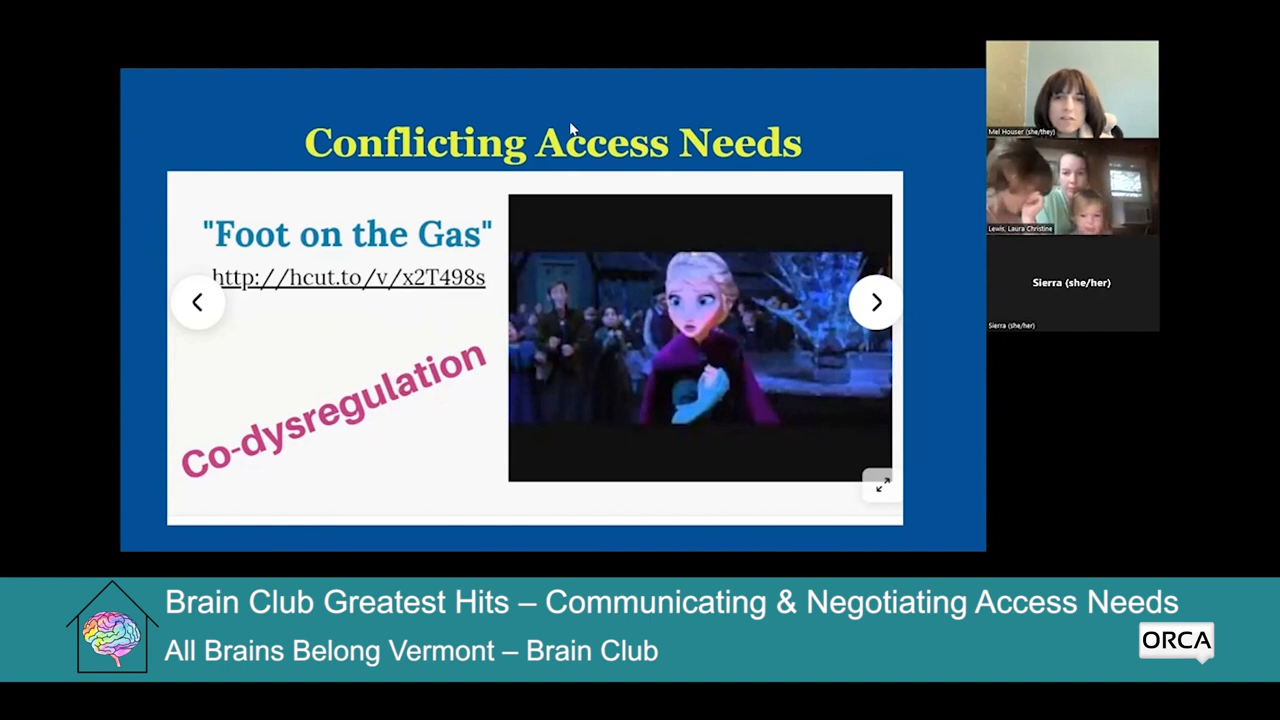 Conflicting Access Needs
"Foot on the Gas"
http://hcut.to/v/x2T498s
Co-dysregulation
Mel Houser (she/they)
Lewis, Laura Christine
Sierra (she/her)
Sierra (she/her)
Brain Club Greatest Hits – Communicating & Negotiating Access Needs
All Brains Belong Vermont – Brain Club
ORCA